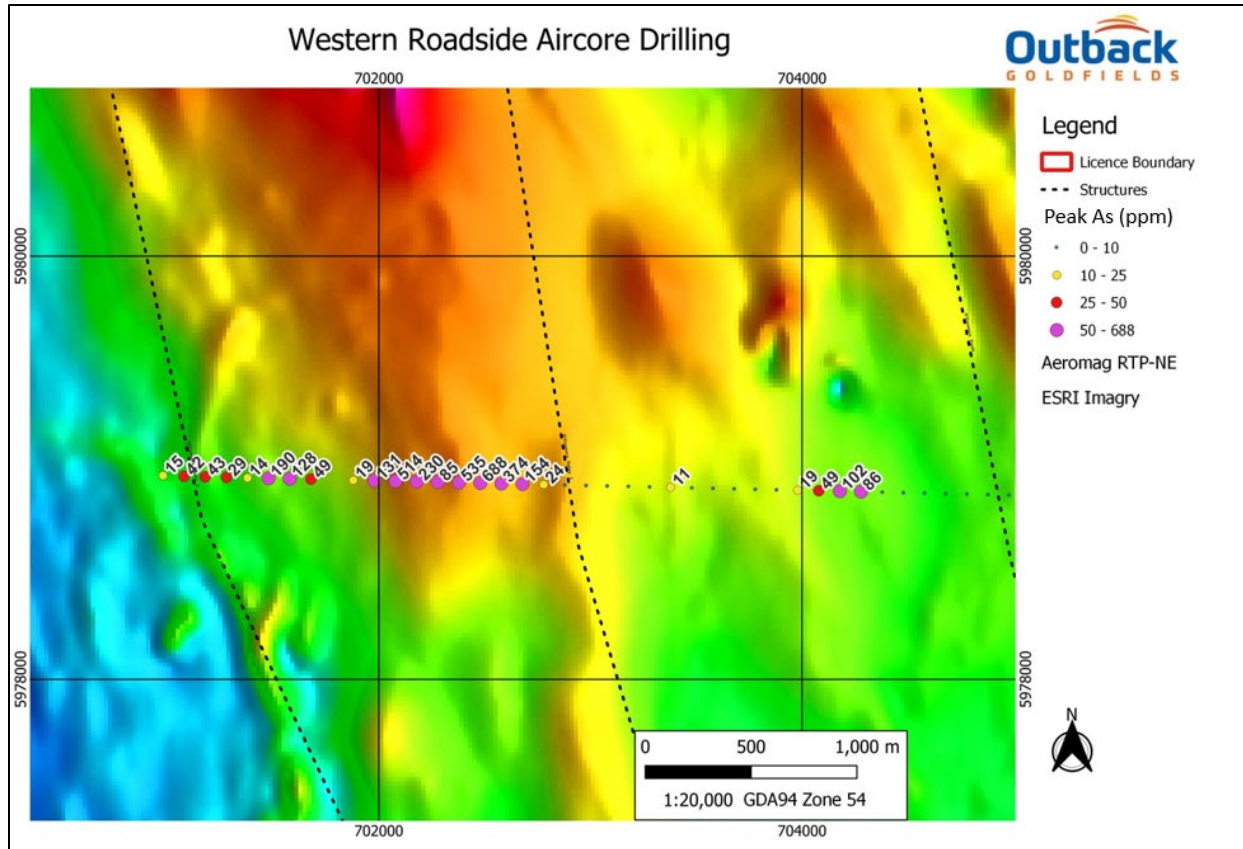 Western Roadside Aircore Drilling
Outback
GOLDFIELDS
702000
704000
Legend
Licence Boundary
Structures
Peak As (ppm)
0 - 10
10 - 25
25 - 50
50 - 688
Aeromag RTP-NE
ESRI Imagry
5980000
5980000
15
42
43
29
14
190
128
49
19
131
514
230
85
535
688
374
154
24
11
19
49
102
86
5978000
5978000
N
0 500 1,000 m
1:20,000 GDA94 Zone 54
702000
704000